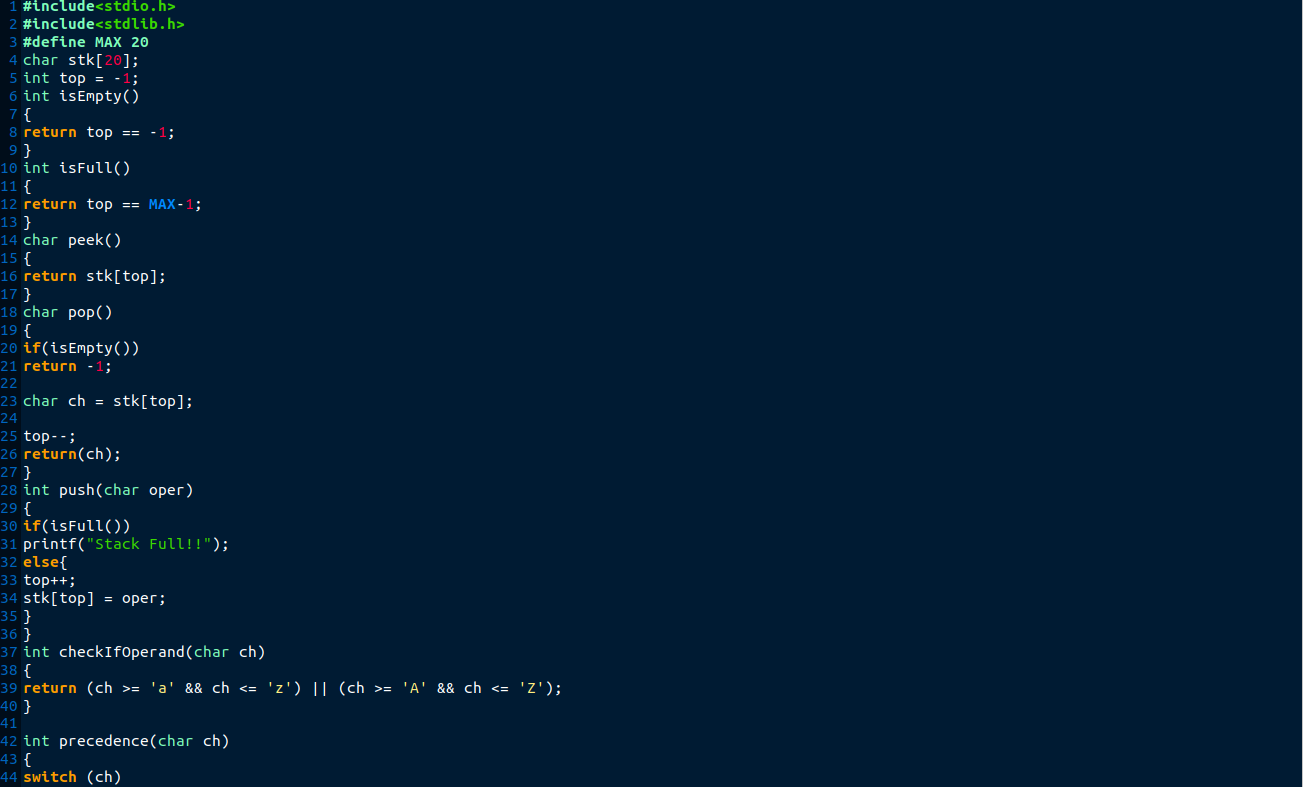 1 #include<stdio.h>
2 #include<stdlib.h>
3 #define MAX 20
4 char stk[20];
5 int top = -1;
6 int isEmpty()
7 {
8 return top == -1;
9 }
10 int isFull()
11 {
12 return top == MAX-1;
13 }
14 char peek()
15 {
16 return stk[top];
17 }
18 char pop()
19 {
20 if(isEmpty())
21 return -1;
22
23 char ch = stk[top];
24
25 top--;
26 return(ch);
27 }
28 int push(char oper)
29 {
30 if(isFull())
31 printf("Stack Full!!");
32 else{
33 top++;
34 stk[top] = oper;
35 }
36 }
37 int checkIfOperand(char ch)
38 {
39 return (ch >= 'a' && ch <= 'z') || (ch >= 'A' && ch <= 'Z');
40 }
41
42 int precedence(char ch)
43 {
44 switch (ch)